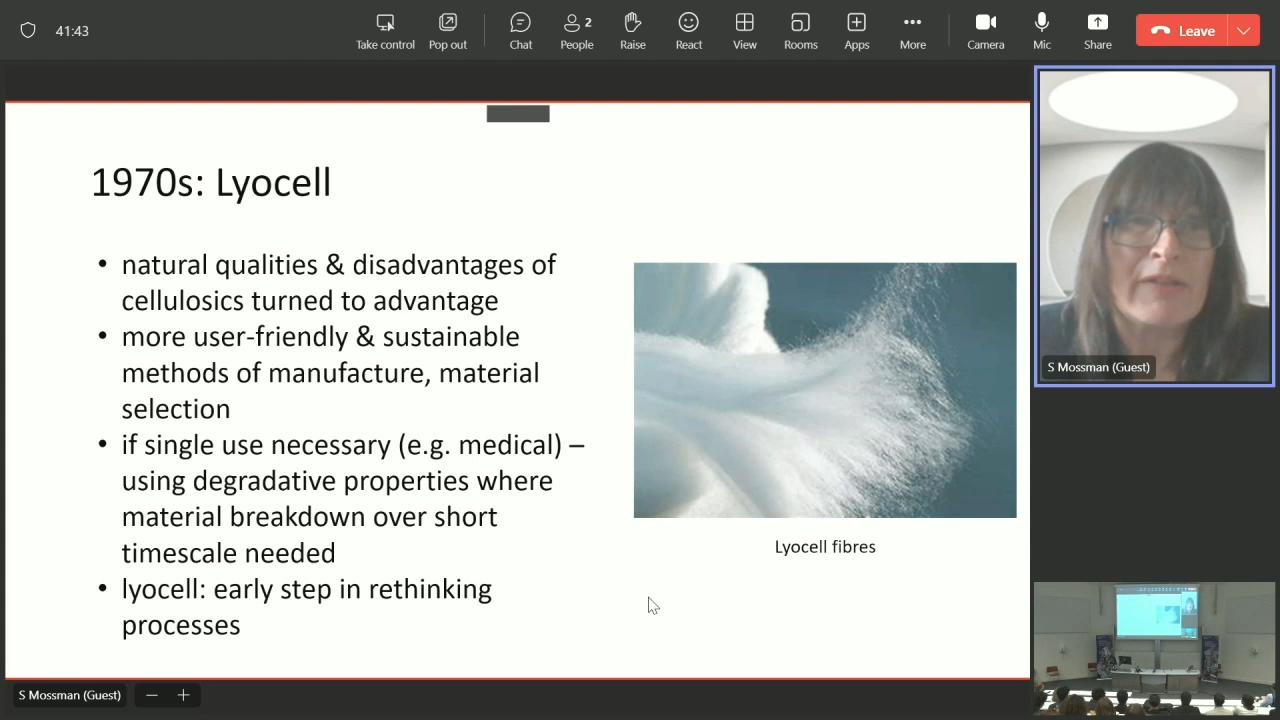 41:43
Take control
Pop out
Chat
People
2
Raise
React
View
Rooms
Apps
More
Camera
Mic
Share
Leave
1970s: Lyocell
• natural qualities & disadvantages of
cellulosics turned to advantage
• more user-friendly & sustainable
methods of manufacture, material
selection
• if single use necessary (e.g. medical) –
using degradative properties where
material breakdown over short
timescale needed
• lyocell: early step in rethinking
processes
Lyocell fibres
S Mossman (Guest)
S Mossman (Guest)